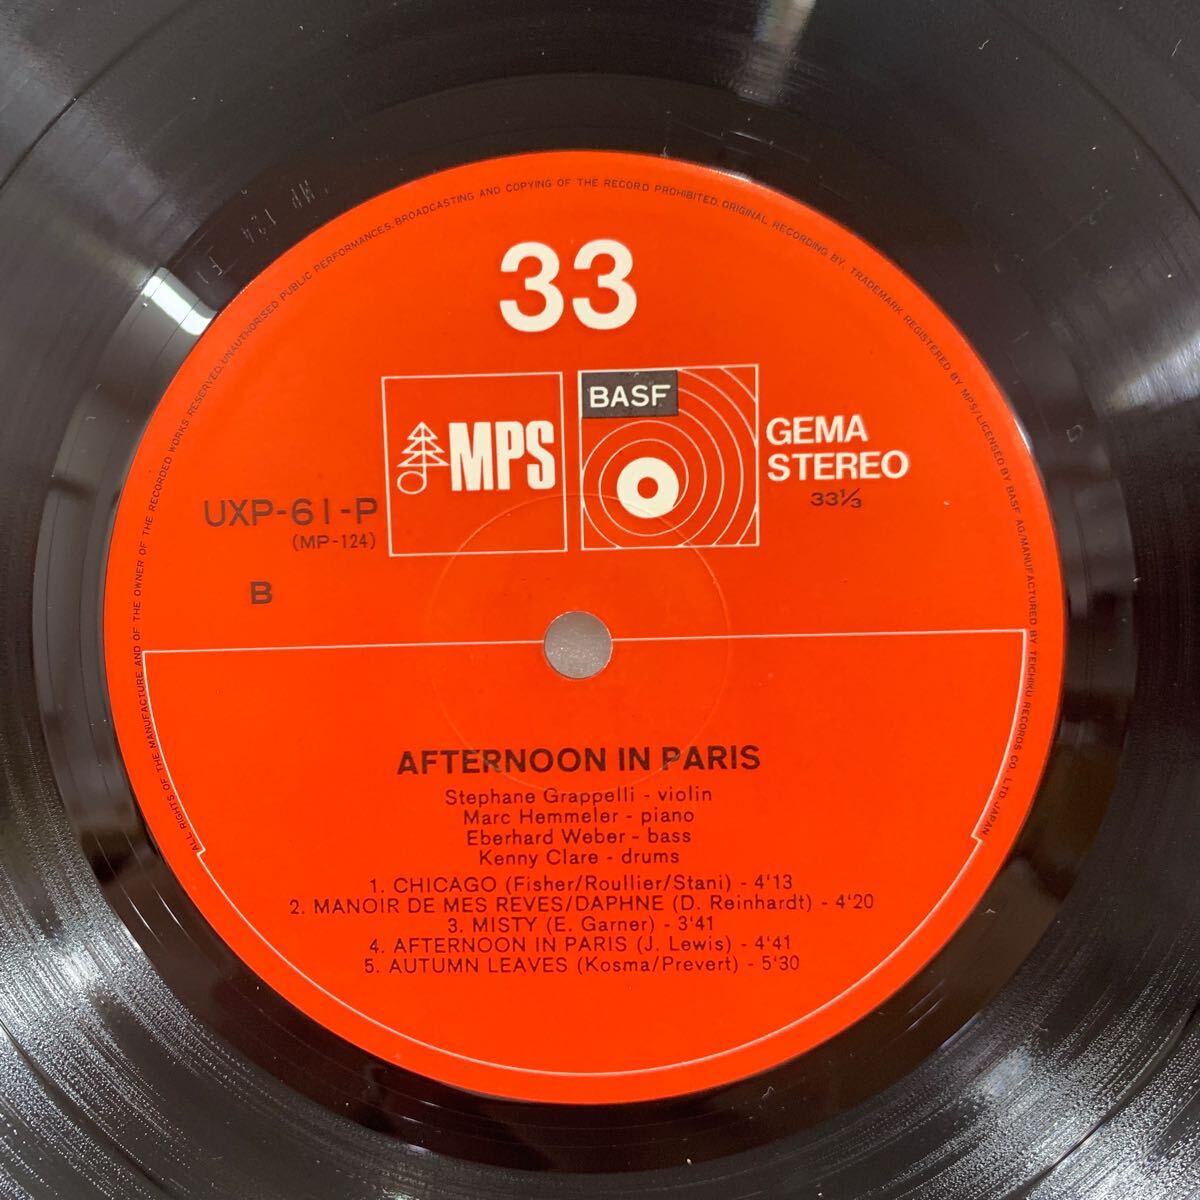 ALL RIGHTS OF THE MANUFACTURE AND OF THE OWNER OF THE RECORDED WORKS RESERVED. UNAUTHORISED PUBLIC PERFORMANCES. BROADCASTING AND COPYING OF THE RECORD PROHIBITED. ORIGINAL RECORDING BY, TRADEMARK REGISTERED BY MPS/LICENSED BY BASF AG/MANUFACTURED BY TEICHIKU RECORDS CO., LTD. JAPAN
MP 124
33
MPS
BASF
GEMA
STEREO
33⅓
UXP-61-P
(MP-124)
B
AFTERNOON IN PARIS
Stephane Grappelli - violin
Marc Hemmeler - piano
Eberhard Weber - bass
Kenny Clare - drums
1. CHICAGO (Fisher/Roullier/Stani) - 4'13
2. MANOIR DE MES REVES/DAPHNE (D. Reinhardt) - 4'20
3. MISTY (E. Garner) - 3'41
4. AFTERNOON IN PARIS (J. Lewis) - 4'41
5. AUTUMN LEAVES (Kosma/Prevert) - 5'30